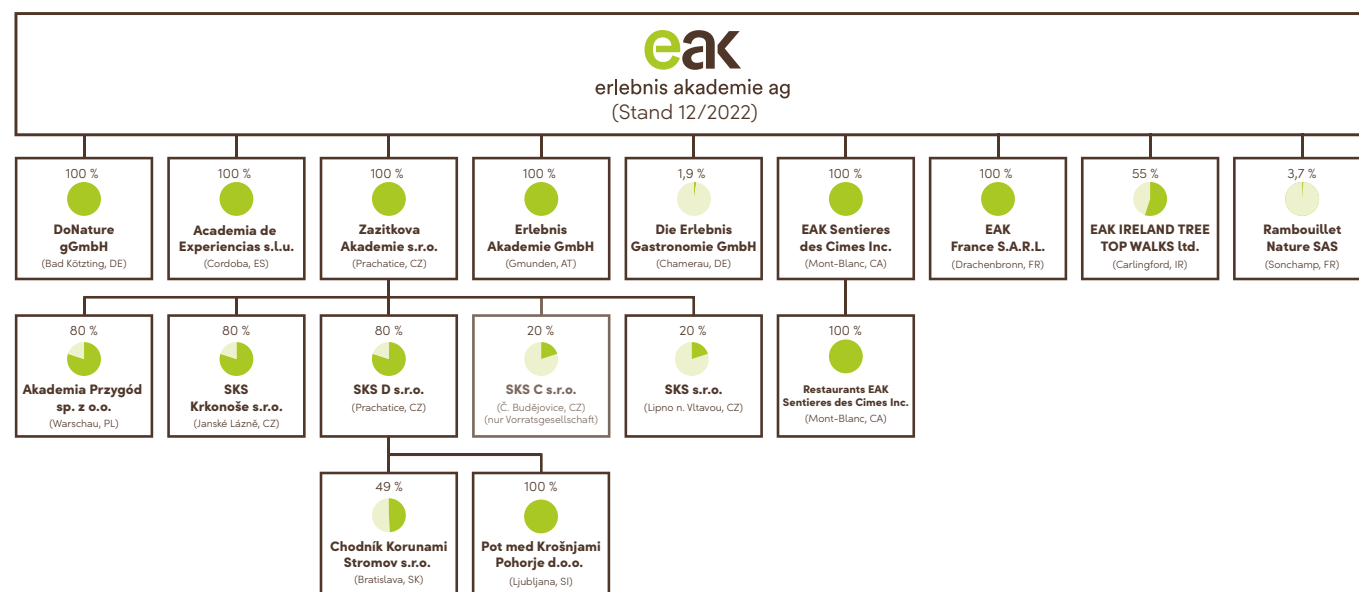 eak
erlebnis akademie ag
(Stand 12/2022)
100 %
DoNature
gGmbH
(Bad Kötzting, DE)
100 %
Academia de
Experiencias s.l.u.
(Cordoba, ES)
100 %
Zazitkova
Akademie s.r.o.
(Prachatice, CZ)
100 %
Erlebnis
Akademie GmbH
(Gmunden, AT)
1,9 %
Die Erlebnis
Gastronomie GmbH
(Chamerau, DE)
100 %
EAK Sentieres
des Cimes Inc.
(Mont-Blanc, CA)
100 %
EAK
France S.A.R.L.
(Drachenbronn, FR)
55 %
EAK IRELAND TREE
TOP WALKS ltd.
(Carlingford, IR)
3,7 %
Rambouillet
Nature SAS
(Sonchamp, FR)
80 %
Akademia Przygód
sp. z o.o.
(Warschau, PL)
80 %
SKS
Krkonoše s.r.o.
(Janské Lázně, CZ)
80 %
SKS D s.r.o.
(Prachatice, CZ)
20 %
SKS C s.r.o.
(Č. Budějovice, CZ)
(nur Vorratsgesellschaft)
20 %
SKS s.r.o.
(Lipno n. Vltavou, CZ)
100 %
Restaurants EAK
Sentieres des Cimes Inc.
(Mont-Blanc, CA)
49 %
Chodník Korunami
Stromov s.r.o.
(Bratislava, SK)
100 %
Pot med Krošnjami
Pohorje d.o.o.
(Ljubljana, SI)